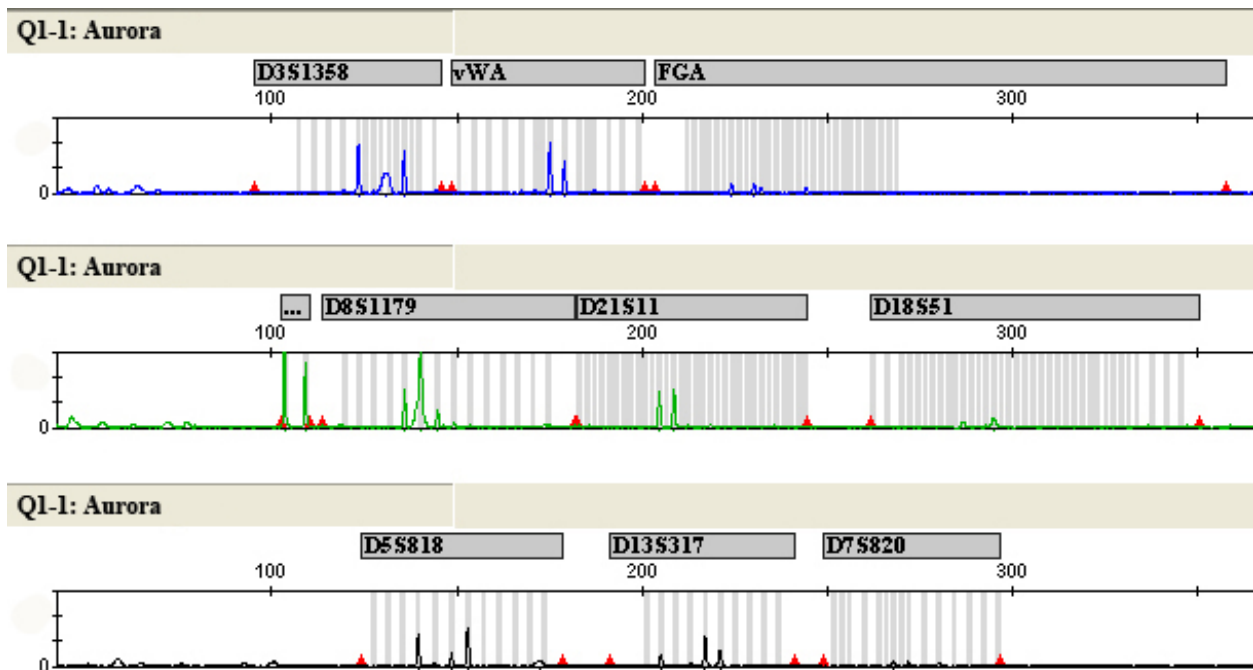 Q1-1: Aurora
D3S1358 vWA FGA
100 200 300
0
Q1-1: Aurora
... D8S1179 D21S11 D18S51
100 200 300
0
Q1-1: Aurora
D5S818 D13S317 D7S820
100 200 300
0